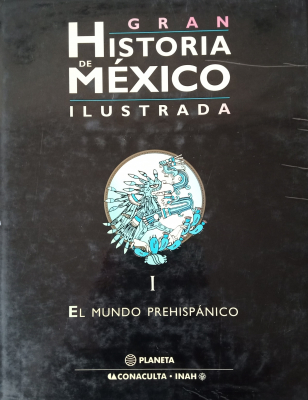 GRAN
HISTORIA
DE MÉXICO
ILUSTRADA
I
EL MUNDO PREHISPÁNICO
PLANETA
CONACULTA • INAH